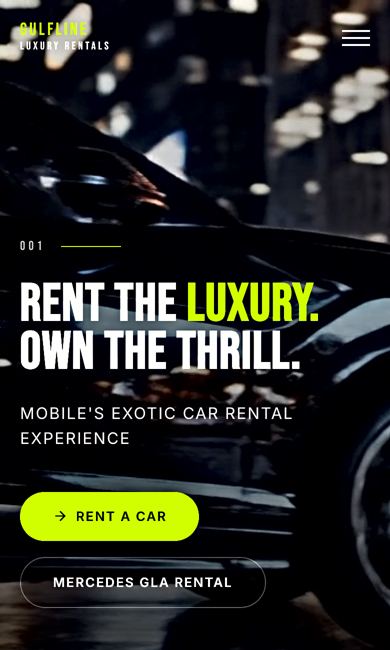 GULFLINE
LUXURY RENTALS
001
RENT THE LUXURY.
OWN THE THRILL.
MOBILE'S EXOTIC CAR RENTAL
EXPERIENCE
→ RENT A CAR
MERCEDES GLA RENTAL